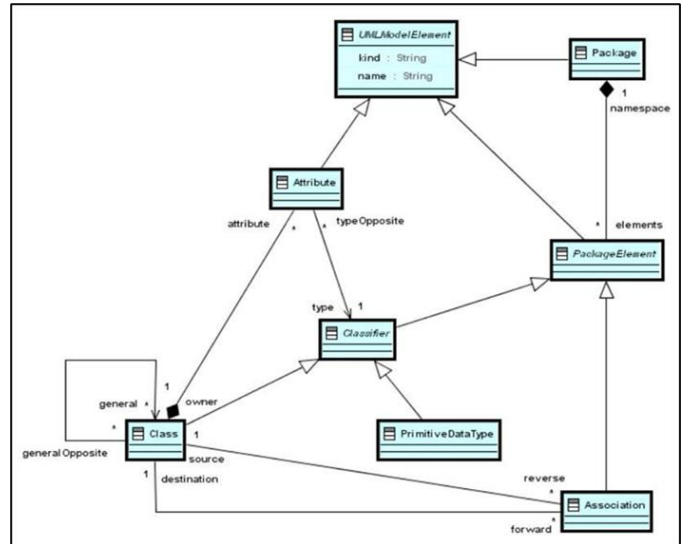 UMLModelElement
kind : String
name : String
Package
1
namespace
Attribute
attribute
*
*
typeOpposite
*
elements
PackageElement
type
1
Classifier
general
*
1
owner
*
generalOpposite
Class
1
source
PrimitiveDataType
1
destination
reverse
*
Association
forward
*